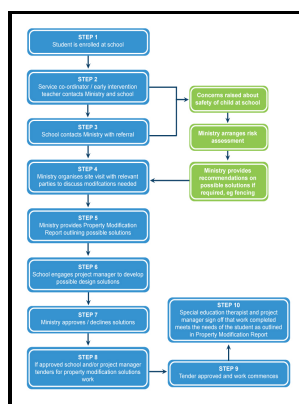 STEP 1
Student is enrolled at school
STEP 2
Service co-ordinator / early intervention
teacher contacts Ministry and school
STEP 3
School contacts Ministry with referral
Concerns raised about
safety of child at school
Ministry arranges risk
assessment
Ministry provides
recommendations on
possible solutions if
required, eg fencing
STEP 4
Ministry organises site visit with relevant
parties to discuss modifications needed
STEP 5
Ministry provides Property Modification
Report outlining possible solutions
STEP 6
School engages project manager to develop
possible design solutions
STEP 7
Ministry approves / declines solutions
STEP 8
If approved school and/or project manager
tenders for property modification solutions
work
STEP 9
Tender approved and work commences
STEP 10
Special education therapist and project
manager sign off that work completed
meets the needs of the student as outlined
in Property Modification Report